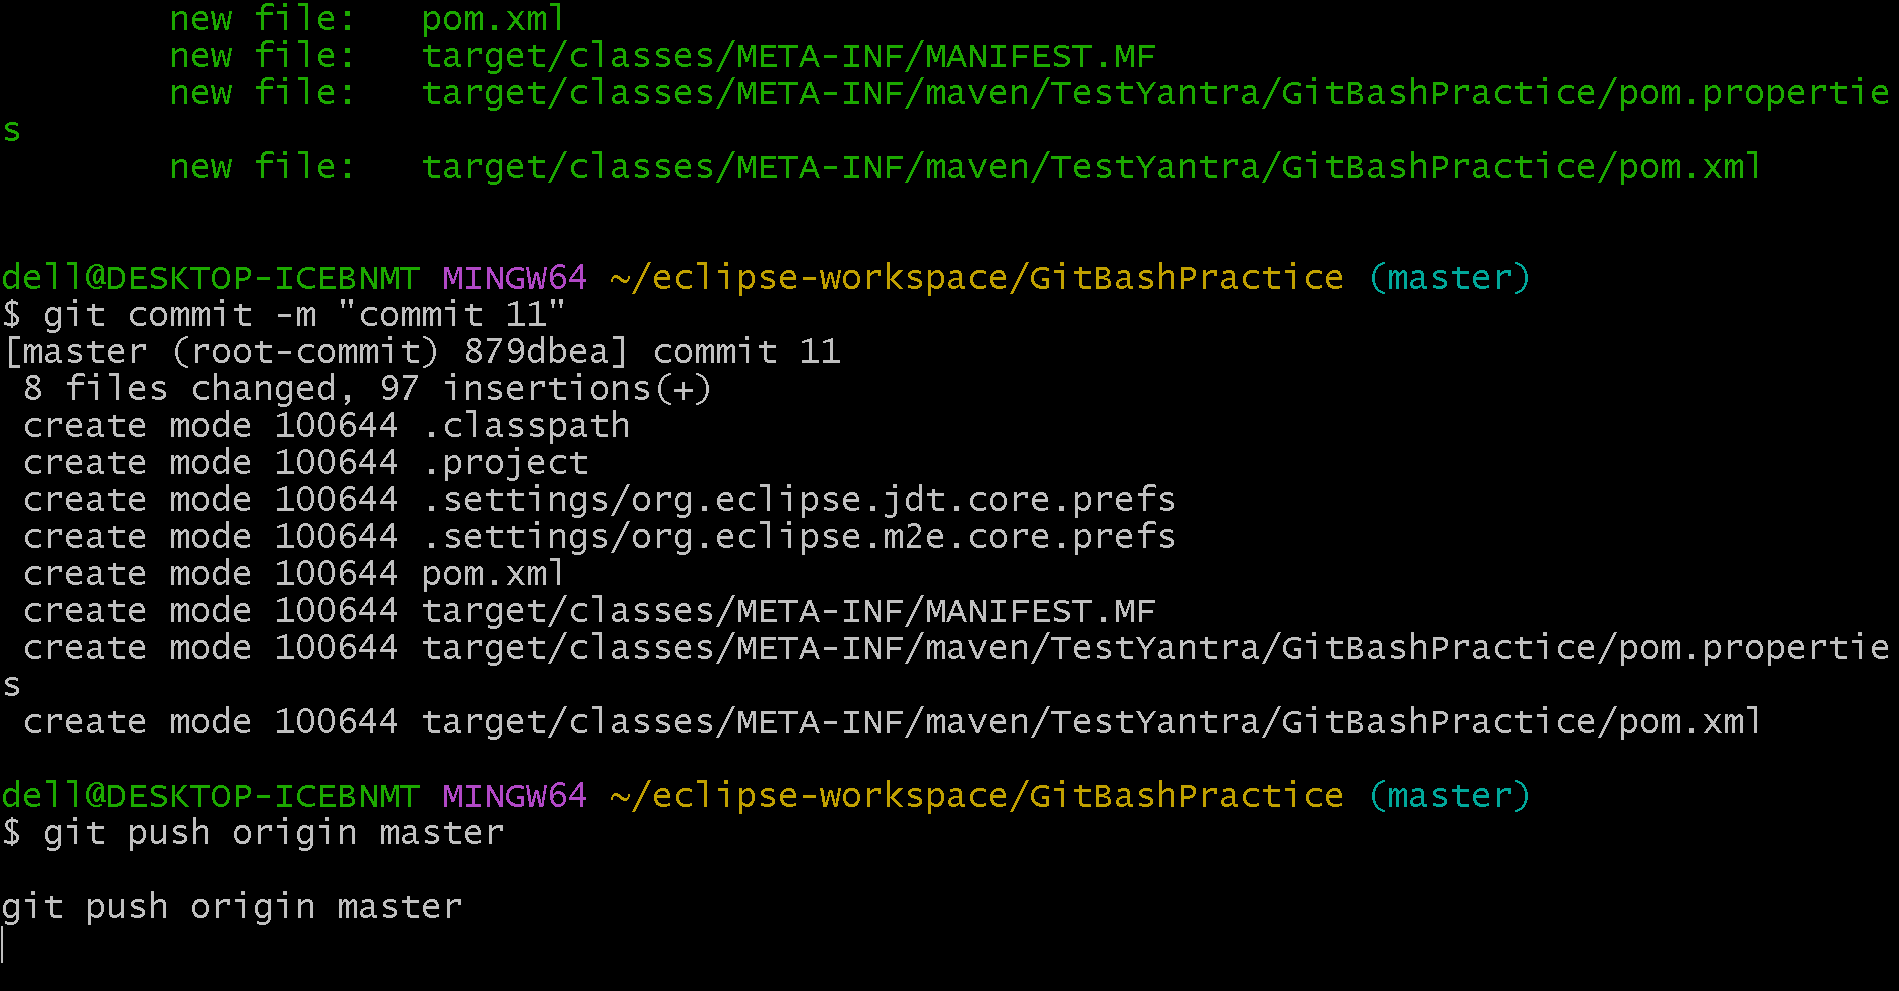 new file:   pom.xml
new file:   target/classes/META-INF/MANIFEST.MF
new file:   target/classes/META-INF/maven/TestYantra/GitBashPractice/pom.propertie
s
new file:   target/classes/META-INF/maven/TestYantra/GitBashPractice/pom.xml
dell@DESKTOP-ICEBNMT MINGW64 ~/eclipse-workspace/GitBashPractice (master)
$ git commit -m "commit 11"
[master (root-commit) 879dbea] commit 11
8 files changed, 97 insertions(+)
create mode 100644 .classpath
create mode 100644 .project
create mode 100644 .settings/org.eclipse.jdt.core.prefs
create mode 100644 .settings/org.eclipse.m2e.core.prefs
create mode 100644 pom.xml
create mode 100644 target/classes/META-INF/MANIFEST.MF
create mode 100644 target/classes/META-INF/maven/TestYantra/GitBashPractice/pom.propertie
s
create mode 100644 target/classes/META-INF/maven/TestYantra/GitBashPractice/pom.xml
dell@DESKTOP-ICEBNMT MINGW64 ~/eclipse-workspace/GitBashPractice (master)
$ git push origin master
git push origin master